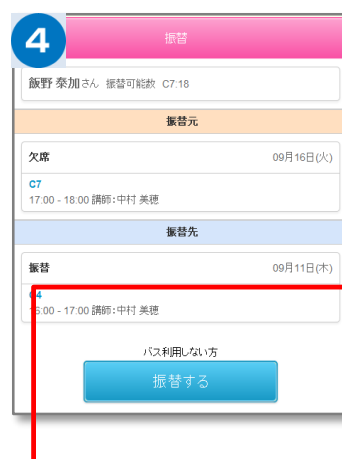 4
振替
飯野 泰加さん 振替可能数 C7:18
振替元
欠席 09月16日(火)
C7
17:00 - 18:00 講師:中村 美穂
振替先
振替 09月11日(木)
C4
16:00 - 17:00 講師:中村 美穂
バス利用しない方
振替する